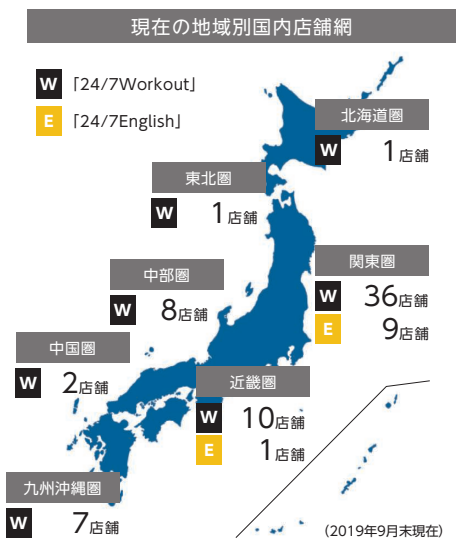 現在の地域別国内店舗網
W 「24/7Workout」
E 「24/7English」
北海道圏
W 1店舗
東北圏
W 1店舗
関東圏
W 36店舗
E 9店舗
中部圏
W 8店舗
中国圏
W 2店舗
近畿圏
W 10店舗
E 1店舗
九州沖縄圏
W 7店舗
(2019年9月末現在)